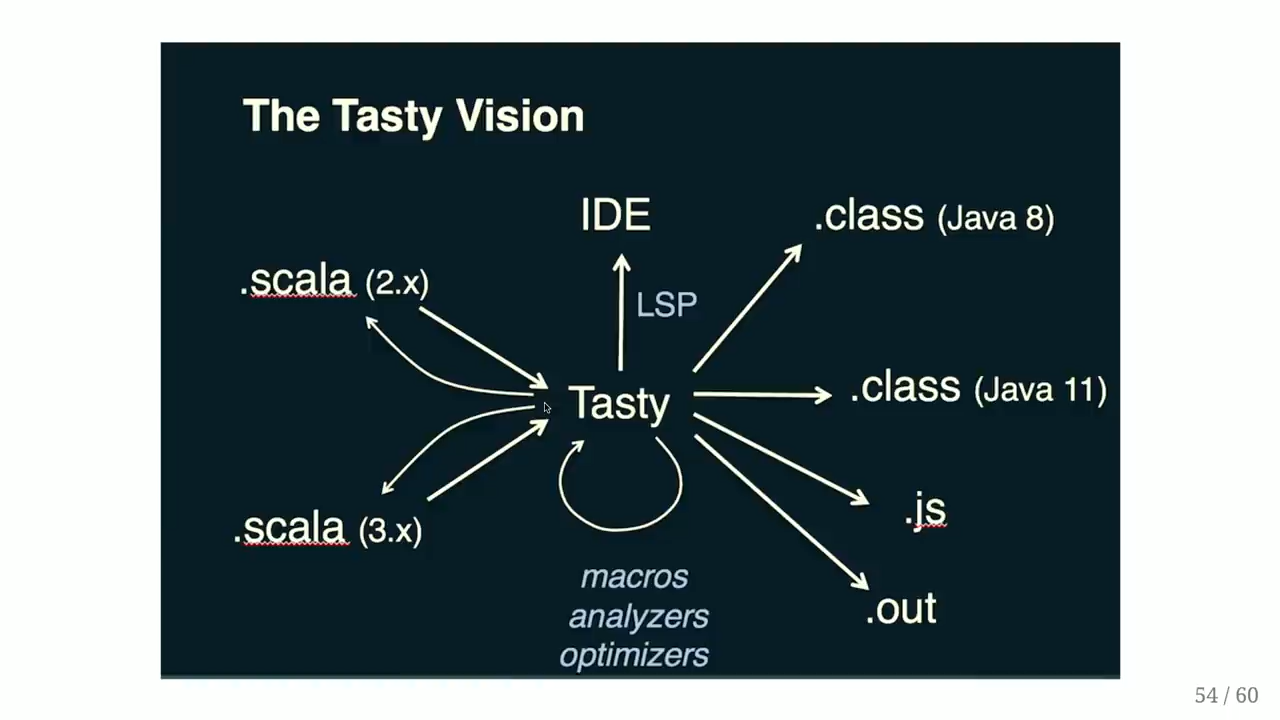 The Tasty Vision
IDE
.class (Java 8)
.scala (2.x)
LSP
Tasty
.class (Java 11)
.js
.scala (3.x)
macros
analyzers
optimizers
.out
54 / 60